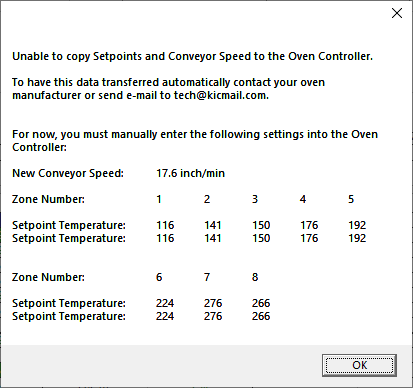 Unable to copy Setpoints and Conveyor Speed to the Oven Controller.
To have this data transferred automatically contact your oven
manufacturer or send e-mail to tech@kicmail.com.
For now, you must manually enter the following settings into the Oven
Controller:
New Conveyor Speed: 17.6 inch/min
Zone Number: 1 2 3 4 5
Setpoint Temperature: 116 141 150 176 192
Setpoint Temperature: 116 141 150 176 192
Zone Number: 6 7 8
Setpoint Temperature: 224 276 266
Setpoint Temperature: 224 276 266
OK